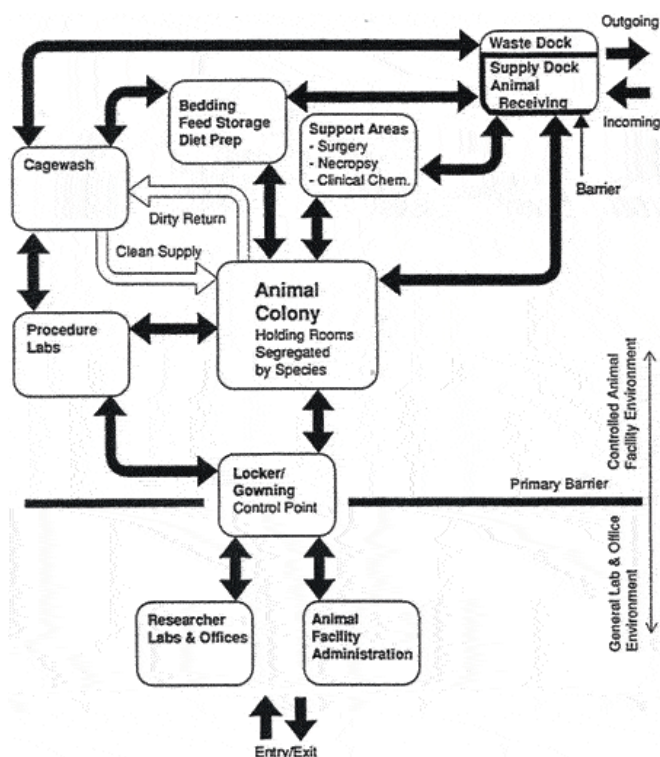 Outgoing
Waste Dock
Supply Dock
Animal
Receiving
Incoming
Barrier
Bedding
Feed Storage
Diet Prep
Support Areas
- Surgery
- Necropsy
- Clinical Chem.
Cagewash
Dirty Return
Clean Supply
Animal
Colony
Holding Rooms
Segregated
by Species
Procedure
Labs
Controlled Animal
Facility Environment
Locker/
Gowning
Control Point
Primary Barrier
General Lab & Office
Environment
Researcher
Labs & Offices
Animal
Facility
Administration
Entry/Exit